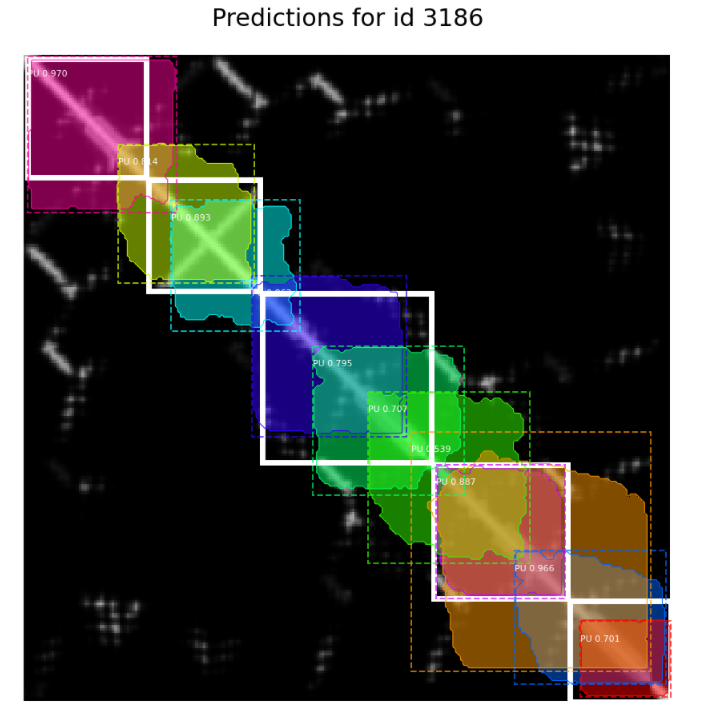 Predictions for id 3186
PU 0.970
PU 0.814
PU 0.893
PU 0.795
PU 0.707
0.539
PU 0.887
PU 0.966
PU 0.701